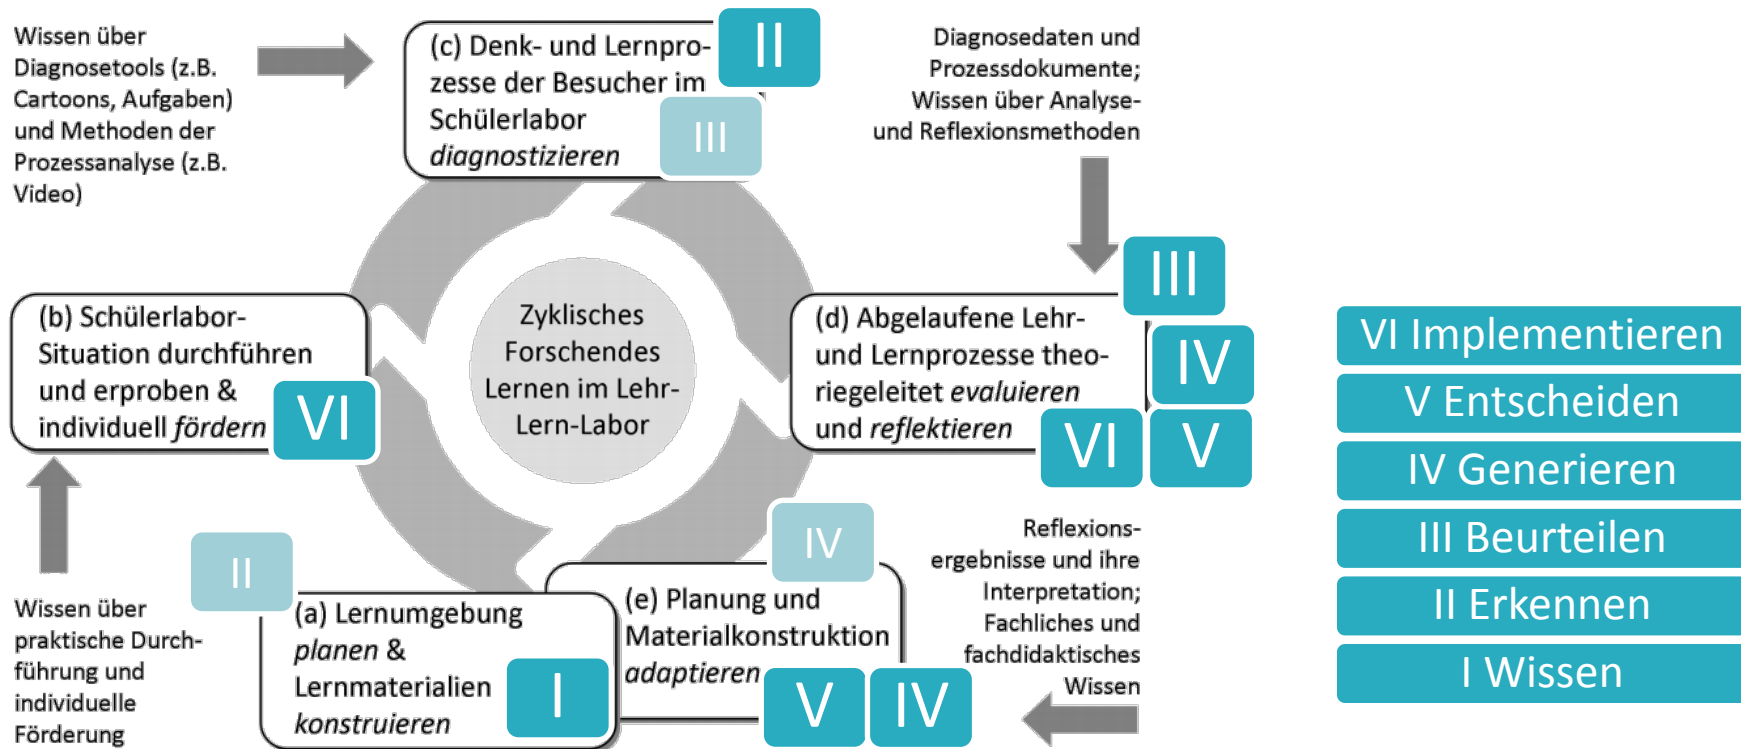 Wissen über
Diagnosetools (z.B.
Cartoons, Aufgaben)
und Methoden der
Prozessanalyse (z.B.
Video)
(c) Denk- und Lernpro-
zesse der Besucher im
Schülerlabor
diagnostizieren
II
III
Diagnosedaten und
Prozessdokumente;
Wissen über Analyse-
und Reflexionsmethoden
(b) Schülerlabor-
Situation durchführen
und erproben &
individuell fördern
VI
Zyklisches
Forschendes
Lernen im Lehr-
Lern-Labor
(d) Abgelaufene Lehr-
und Lernprozesse theo-
riegeleitet evaluieren
und reflektieren
III
IV
VI
V
Wissen über
praktische Durch-
führung und
individuelle
Förderung
II
(a) Lernumgebung
planen &
Lernmaterialien
konstruieren
I
IV
(e) Planung und
Materialkonstruktion
adaptieren
V
IV
Reflexions-
ergebnisse und ihre
Interpretation;
Fachliches und
fachdidaktisches
Wissen
VI Implementieren
V Entscheiden
IV Generieren
III Beurteilen
II Erkennen
I Wissen